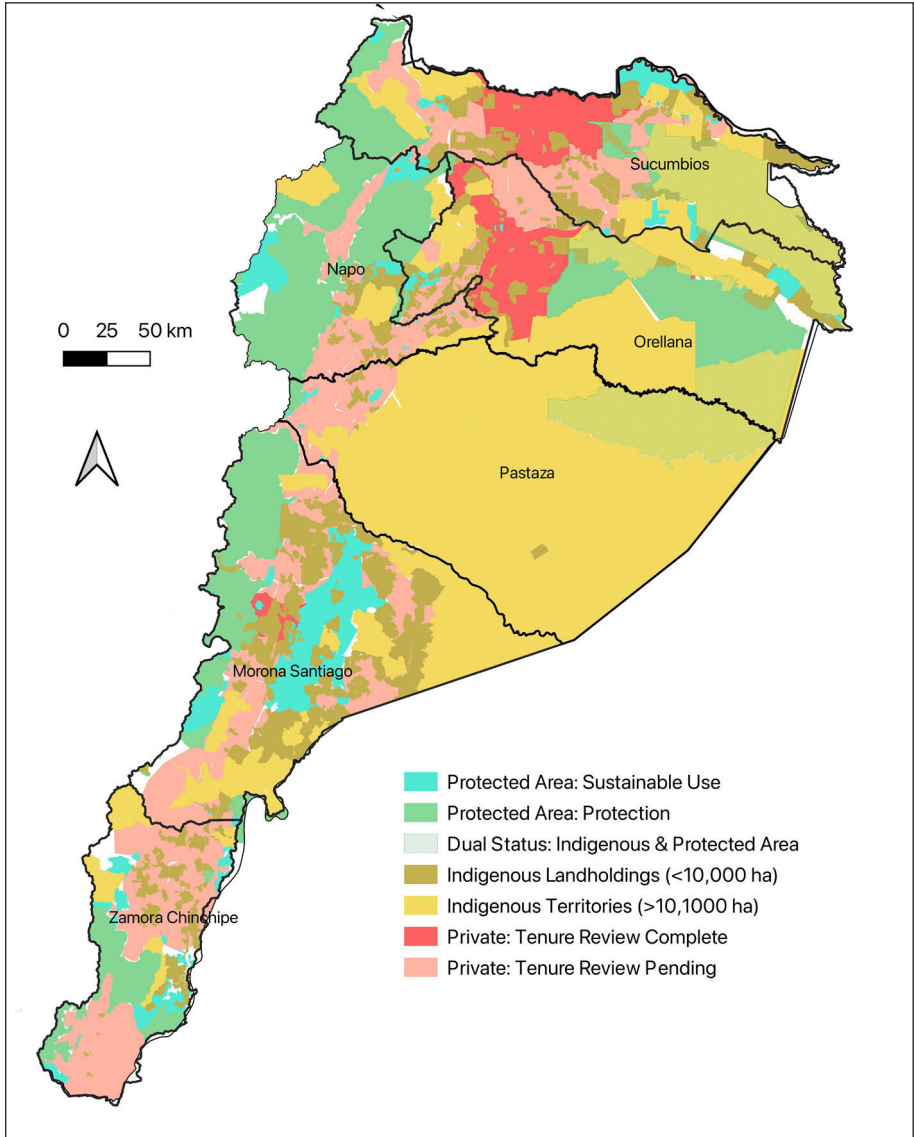 Sucumbios
Napo
0 25 50 km
Orellana
Pastaza
Morona Santiago
Protected Area: Sustainable Use
Protected Area: Protection
Dual Status: Indigenous & Protected Area
Indigenous Landholdings (<10,000 ha)
Indigenous Territories (>10,1000 ha)
Zamora Chinchipe
Private: Tenure Review Complete
Private: Tenure Review Pending